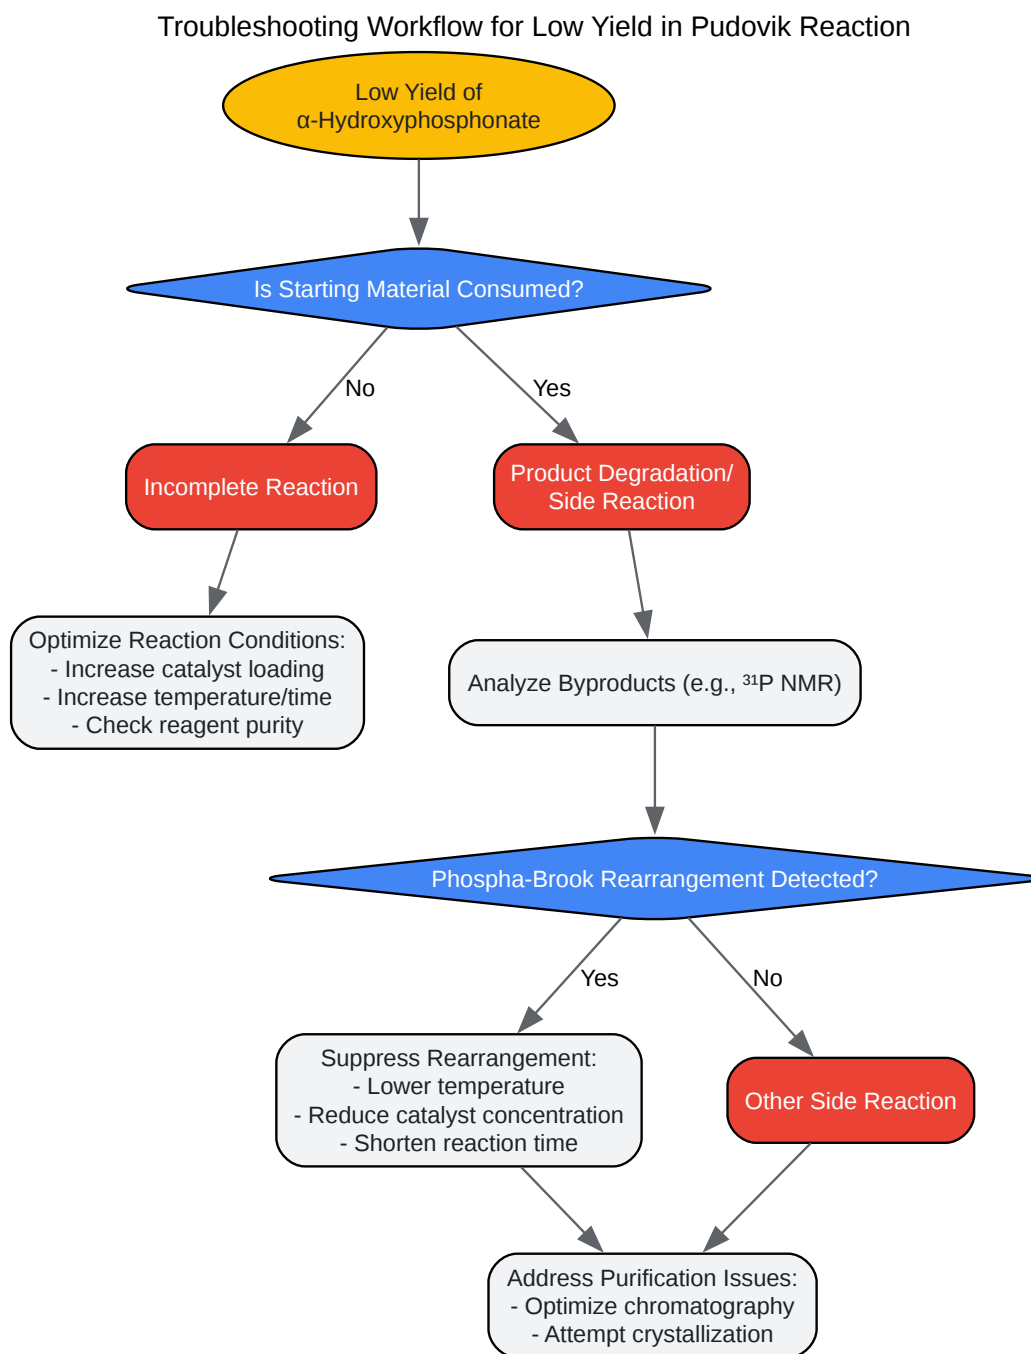 Troubleshooting Workflow for Low Yield in Pudovik Reaction
Low Yield of
α-Hydroxyphosphonate
Is Starting Material Consumed?
No
Yes
Incomplete Reaction
Product Degradation/
Side Reaction
Optimize Reaction Conditions:
- Increase catalyst loading
- Increase temperature/time
- Check reagent purity
Analyze Byproducts (e.g., ³¹P NMR)
Phospha-Brook Rearrangement Detected?
Yes
No
Suppress Rearrangement:
- Lower temperature
- Reduce catalyst concentration
- Shorten reaction time
Other Side Reaction
Address Purification Issues:
- Optimize chromatography
- Attempt crystallization